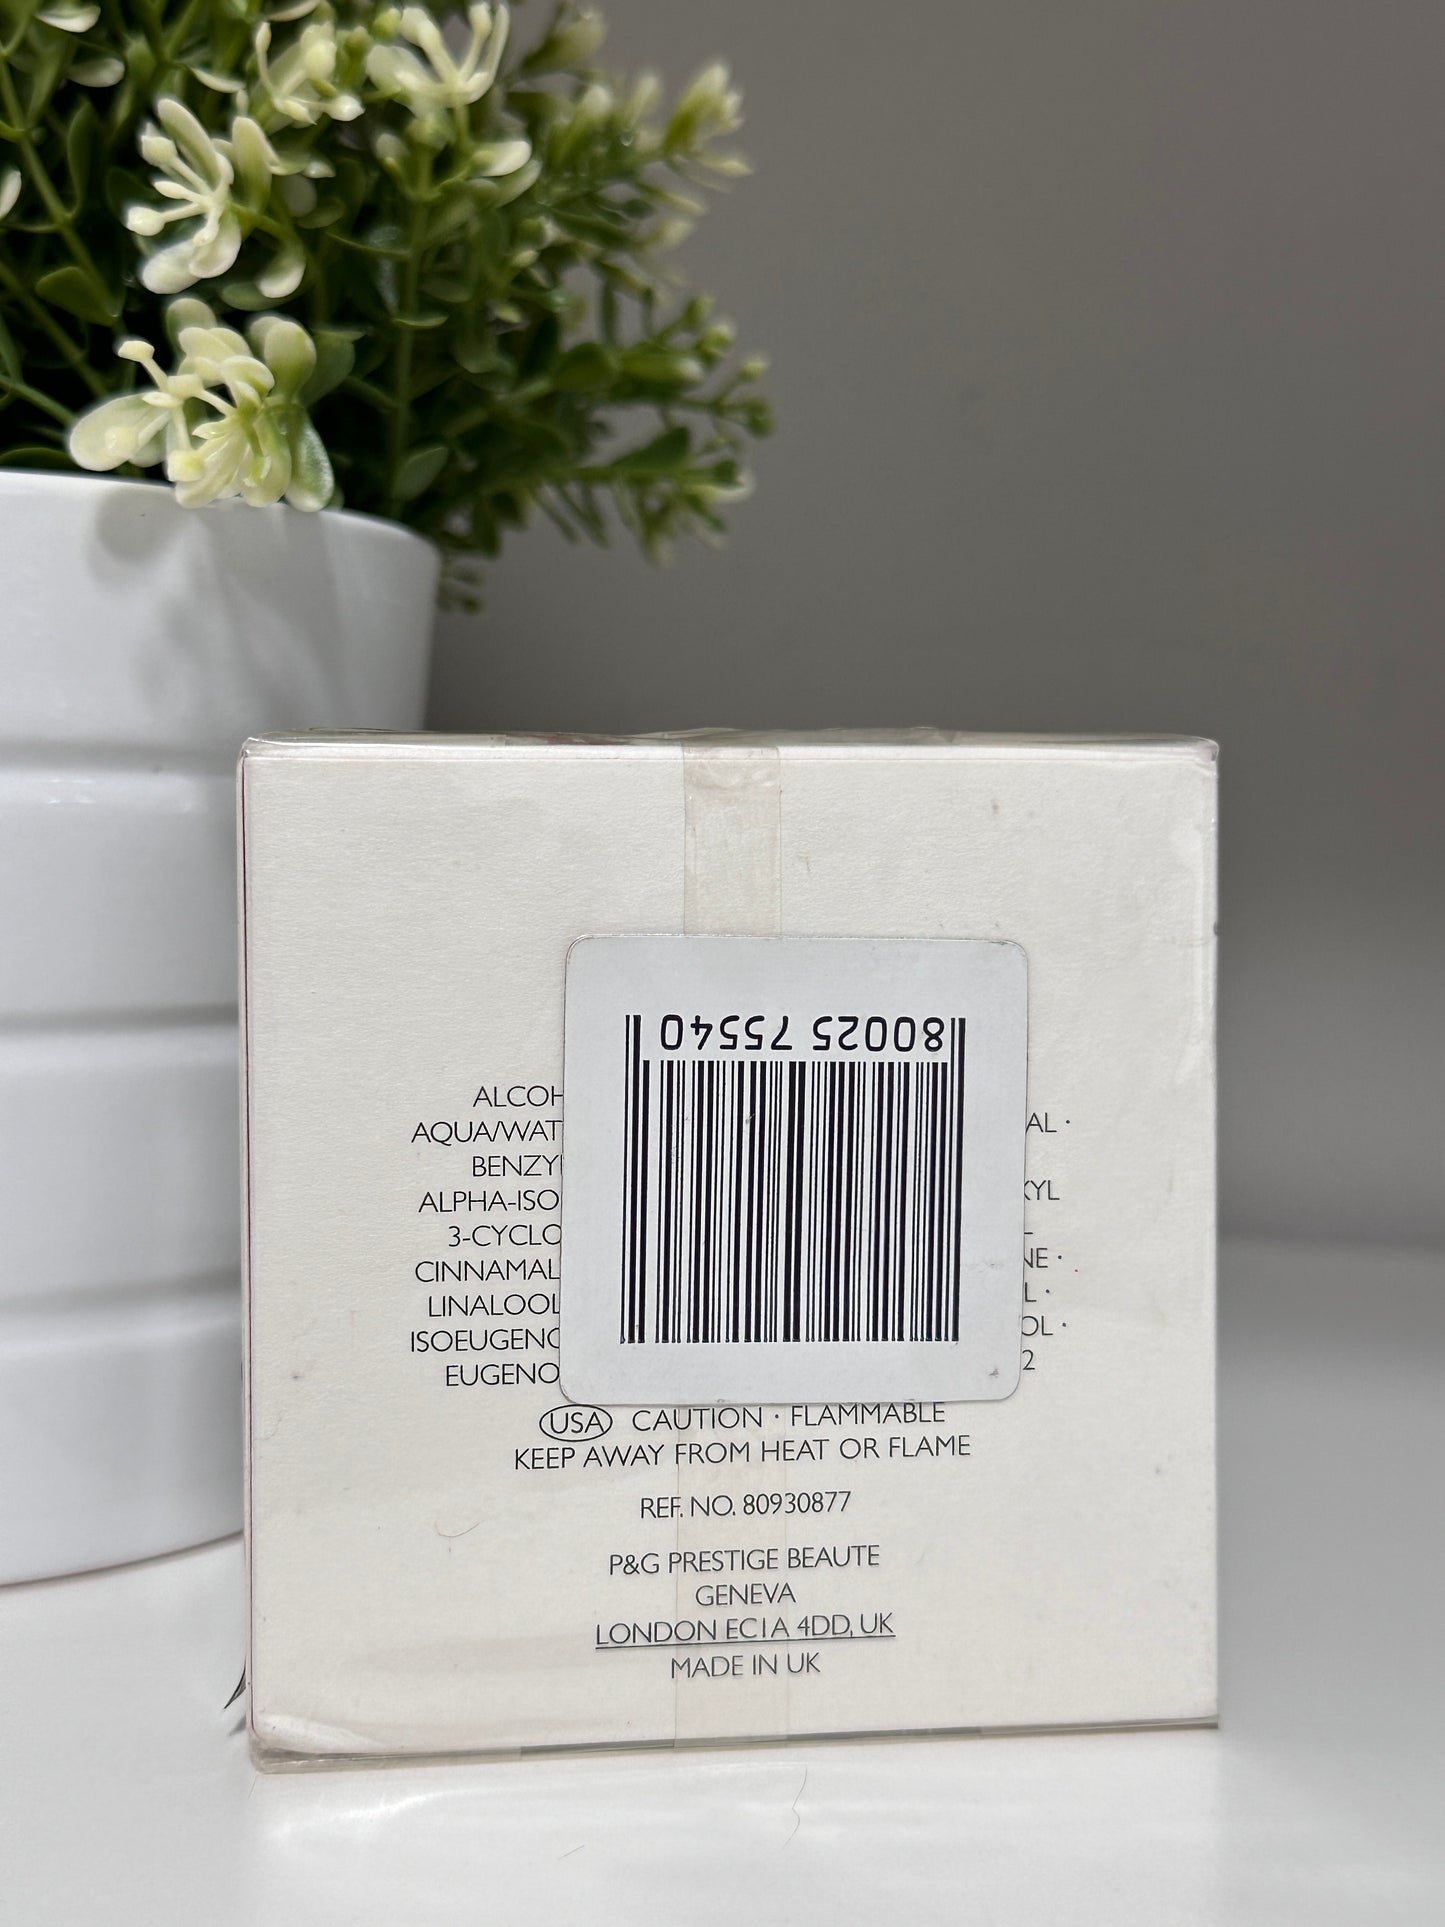 80025 75540
ALCOH
AQUA/WAT AL ·
BENZY
ALPHA-ISO XYL
3-CYCLO
CINNAMAL NE ·
LINALOOL L ·
ISOEUGENO OL ·
EUGENO 2
USA CAUTION · FLAMMABLE
KEEP AWAY FROM HEAT OR FLAME
REF. NO. 80930877
P&G PRESTIGE BEAUTE
GENEVA
LONDON EC1A 4DD, UK
MADE IN UK